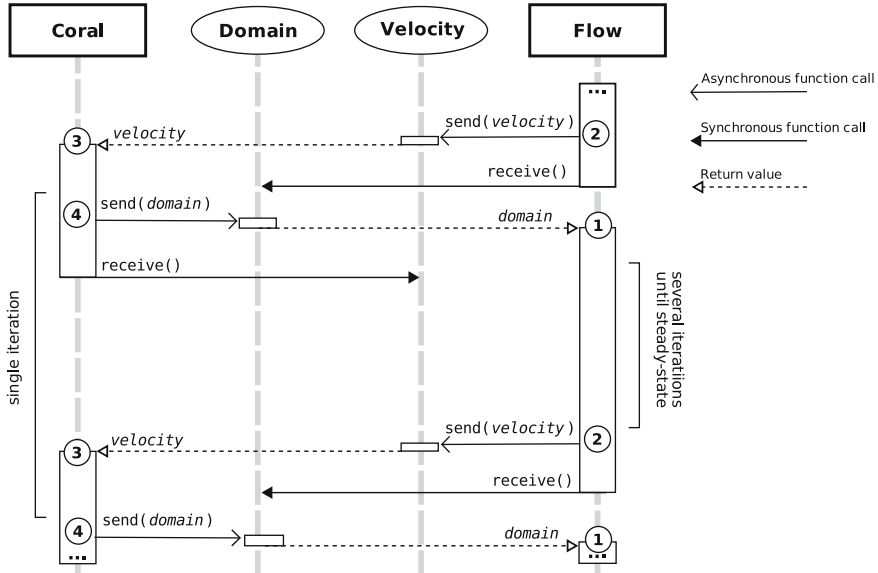 Coral
Domain
Velocity
Flow
...
Asynchronous function call
send(velocity)
2
3
velocity
Synchronous function call
receive()
Return value
4
send(domain)
domain
1
receive()
single iteration
several iteratiions
until steady-state
send(velocity)
2
3
velocity
receive()
4
send(domain)
domain
1
...
...